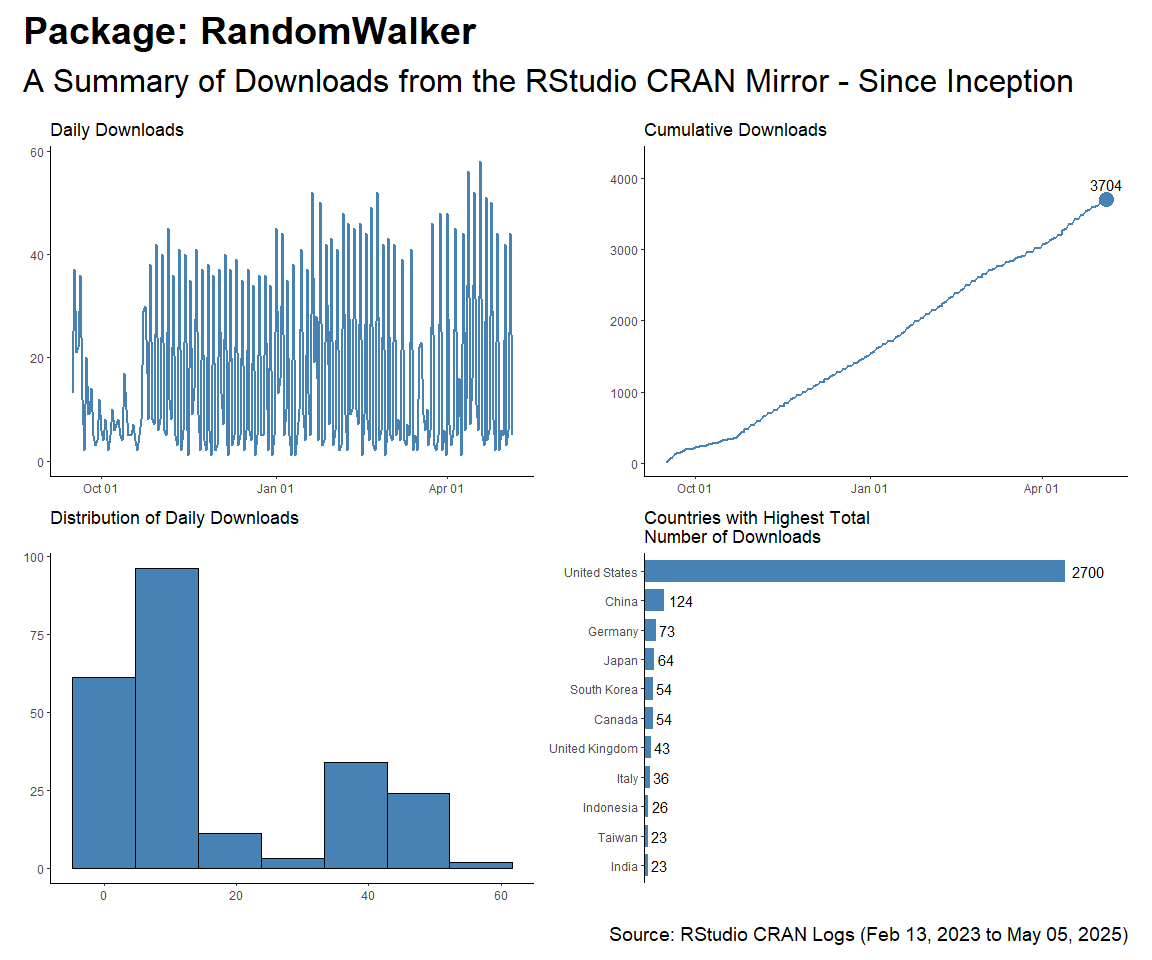 Package: RandomWalker
A Summary of Downloads from the RStudio CRAN Mirror - Since Inception
Daily Downloads
60
40
20
0
Oct 01
Jan 01
Apr 01
Cumulative Downloads
4000
3000
2000
1000
0
3704
Oct 01
Jan 01
Apr 01
Distribution of Daily Downloads
100
75
50
25
0
0
20
40
60
Countries with Highest Total
Number of Downloads
United States 2700
China 124
Germany 73
Japan 64
South Korea 54
Canada 54
United Kingdom 43
Italy 36
Indonesia 26
Taiwan 23
India 23
Source: RStudio CRAN Logs (Feb 13, 2023 to May 05, 2025)